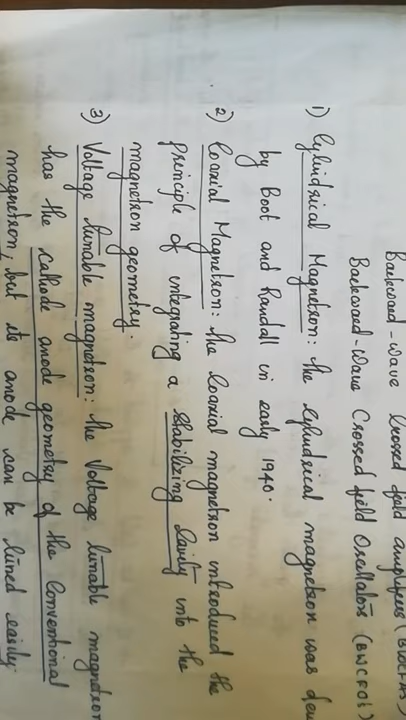 Backward-wave Crossed field amplifiers (BWCFAs)
Backward-Wave Crossed field Oscillators (BWCFOs)
1) Cylindrical Magnetron: The cylindrical magnetron was dev
by Boot and Randall in early 1940.
2) Coaxial Magnetron: The Coaxial magnetron introduced the
principle of integrating a stabilizing Cavity into the
magnetron geometry.
3) Voltage tunable magnetron: The Voltage tunable magnetron
has the cathode anode geometry of the Conventional
magnetron, but its anode can be tuned easily.